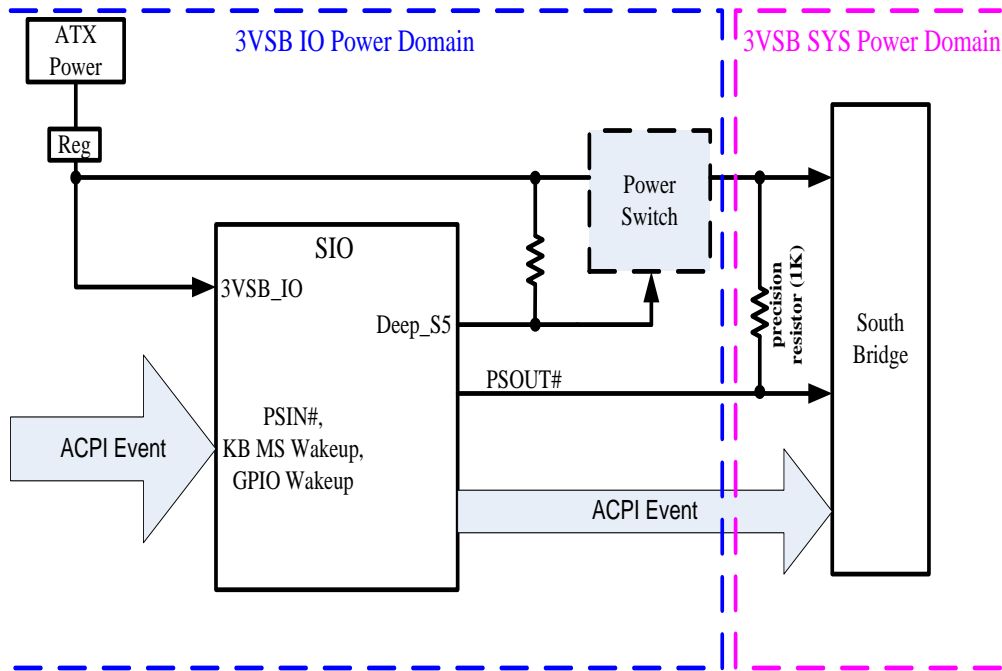 ATX
Power
3VSB IO Power Domain
3VSB SYS Power Domain
Reg
Power
Switch
SIO
3VSB_IO
Deep_S5
precision
resistor (1K)
South
Bridge
PSOUT#
ACPI Event
PSIN#,
KB MS Wakeup,
GPIO Wakeup
ACPI Event